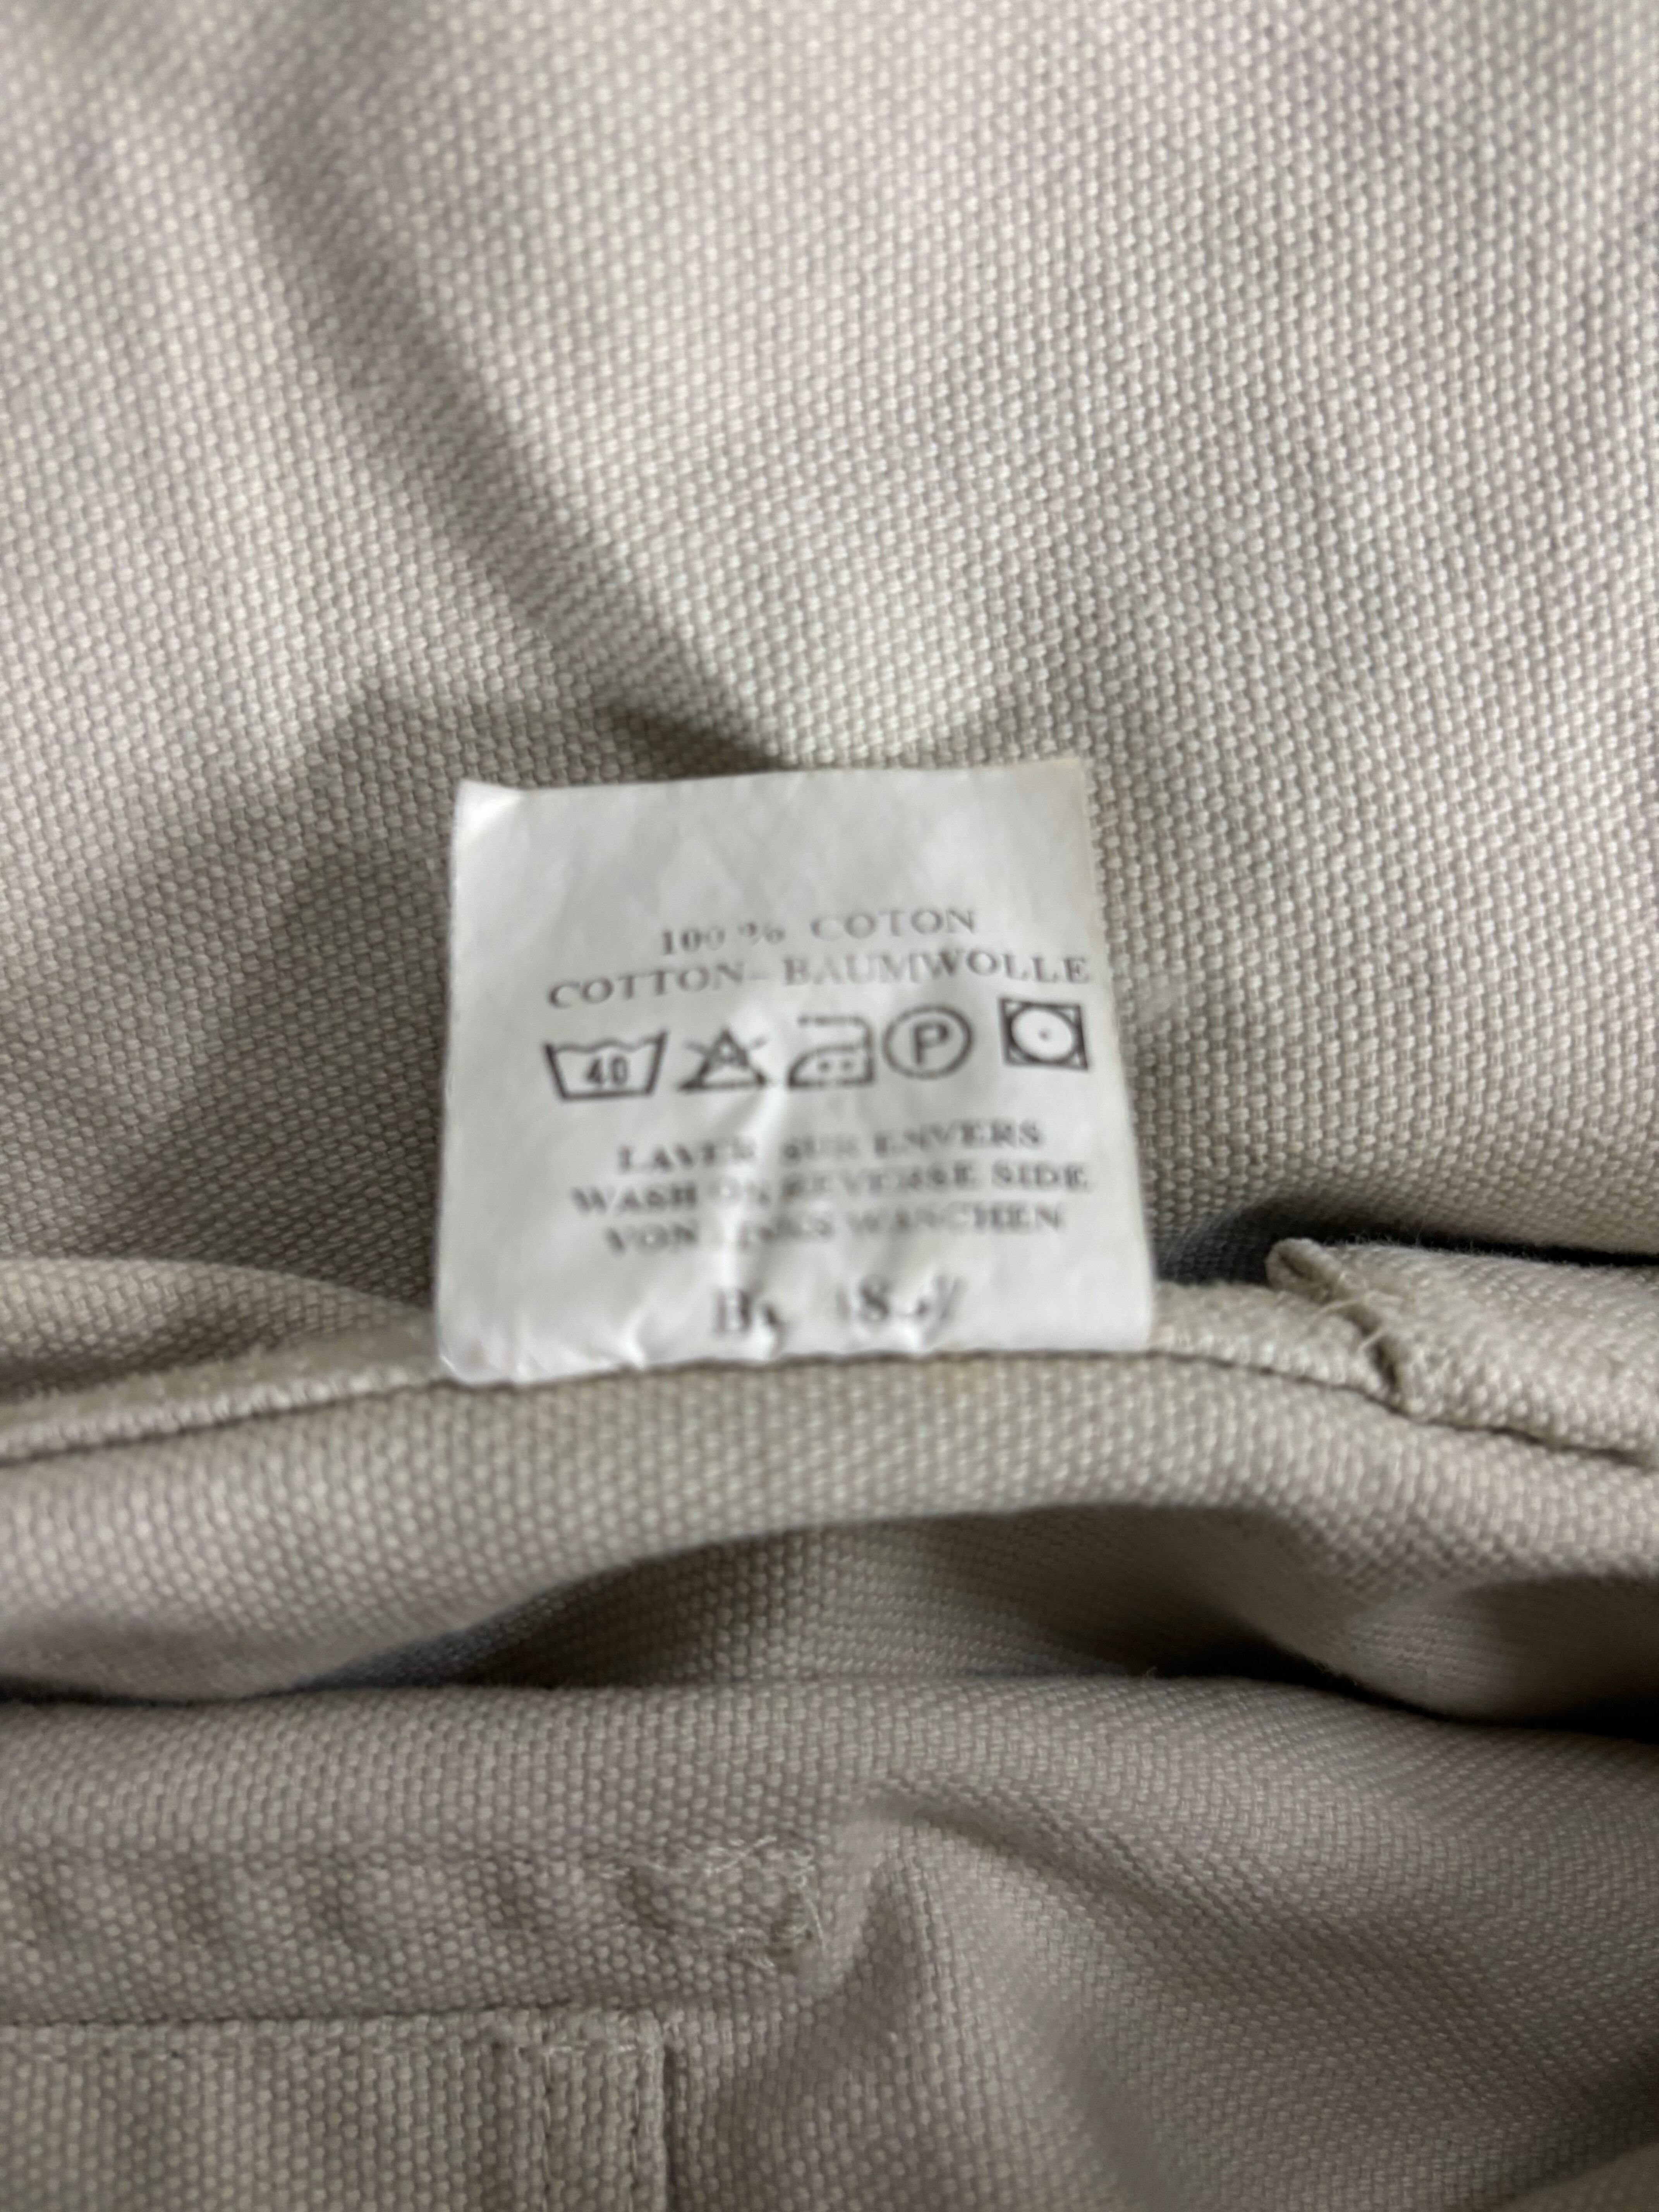 100 % COTON
COTTON-BAUMWOLLE
40 P
LAVER SUR ENVERS
WASH ON REVERSE SIDE
VON LINKS WASCHEN